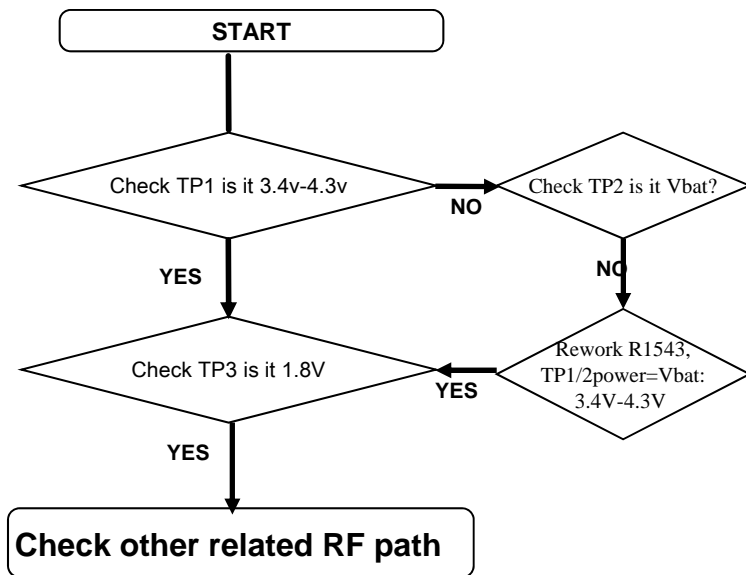 START
Check TP1 is it 3.4v-4.3v
NO
Check TP2 is it Vbat?
YES
NO
Check TP3 is it 1.8V
YES
Rework R1543,
TP1/2power=Vbat:
3.4V-4.3V
YES
Check other related RF path